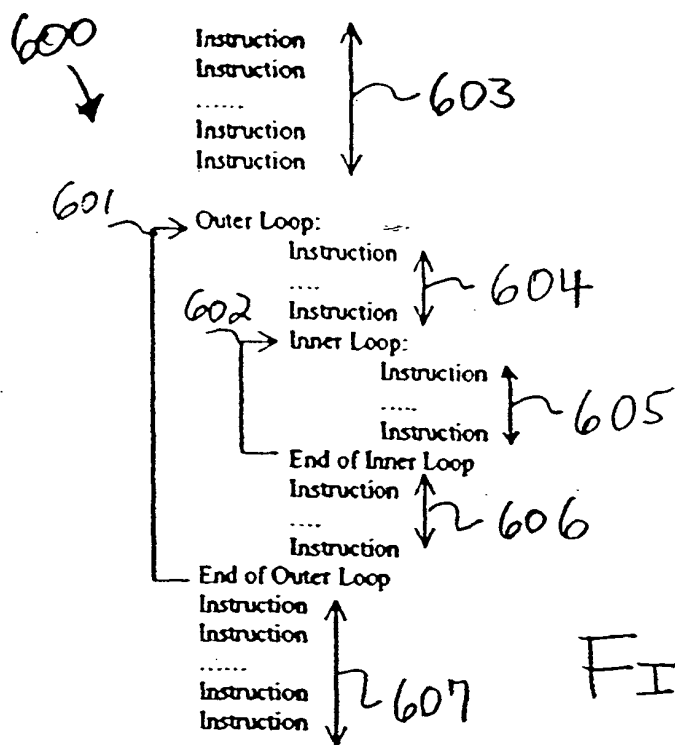 600
Instruction
Instruction
......
603
Instruction
Instruction
601
Outer Loop:
Instruction
....
604
Instruction
602
Inner Loop:
Instruction
.....
605
Instruction
End of Inner Loop
Instruction
....
606
Instruction
End of Outer Loop
Instruction
Instruction
......
607
Instruction
Instruction
FI